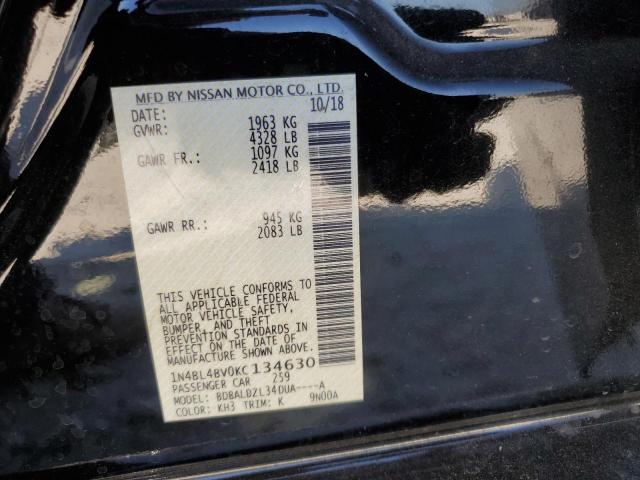 MFD BY NISSAN MOTOR CO., LTD.
DATE: 10/18
GVWR: 1963 KG
4328 LB
GAWR FR.: 1097 KG
2418 LB
GAWR RR.: 945 KG
2083 LB
THIS VEHICLE CONFORMS TO
ALL APPLICABLE FEDERAL
MOTOR VEHICLE SAFETY,
BUMPER, AND THEFT
PREVENTION STANDARDS IN
EFFECT ON THE DATE OF
MANUFACTURE SHOWN ABOVE.
1N4BL4BV0KC134630
PASSENGER CAR 259
MODEL: BDBALDZL34DUA----A
COLOR: KH3 TRIM: K 9N00A